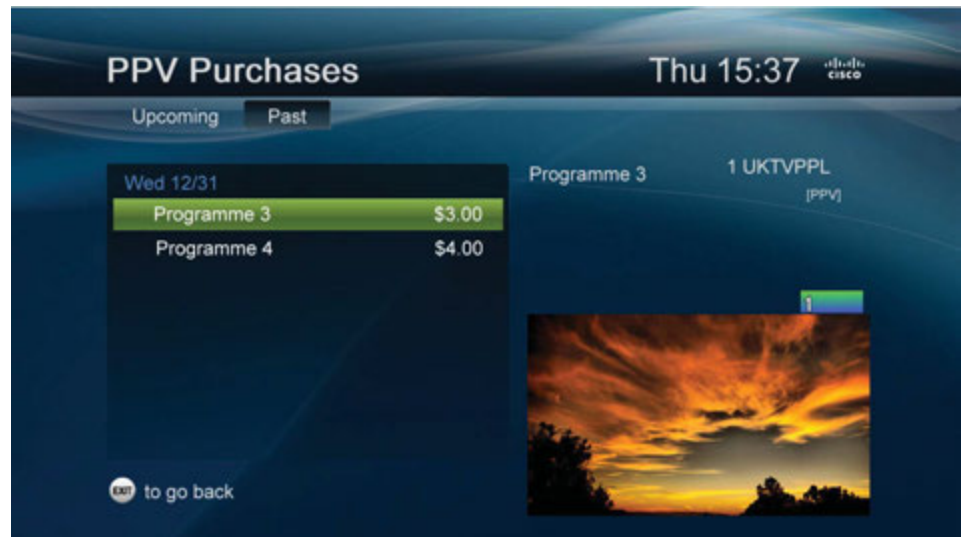 PPV Purchases
Thu 15:37
cisco
Upcoming
Past
Wed 12/31
Programme 3 $3.00
Programme 4 $4.00
Programme 3
1 UKTVPPL
[PPV]
1
EXIT to go back